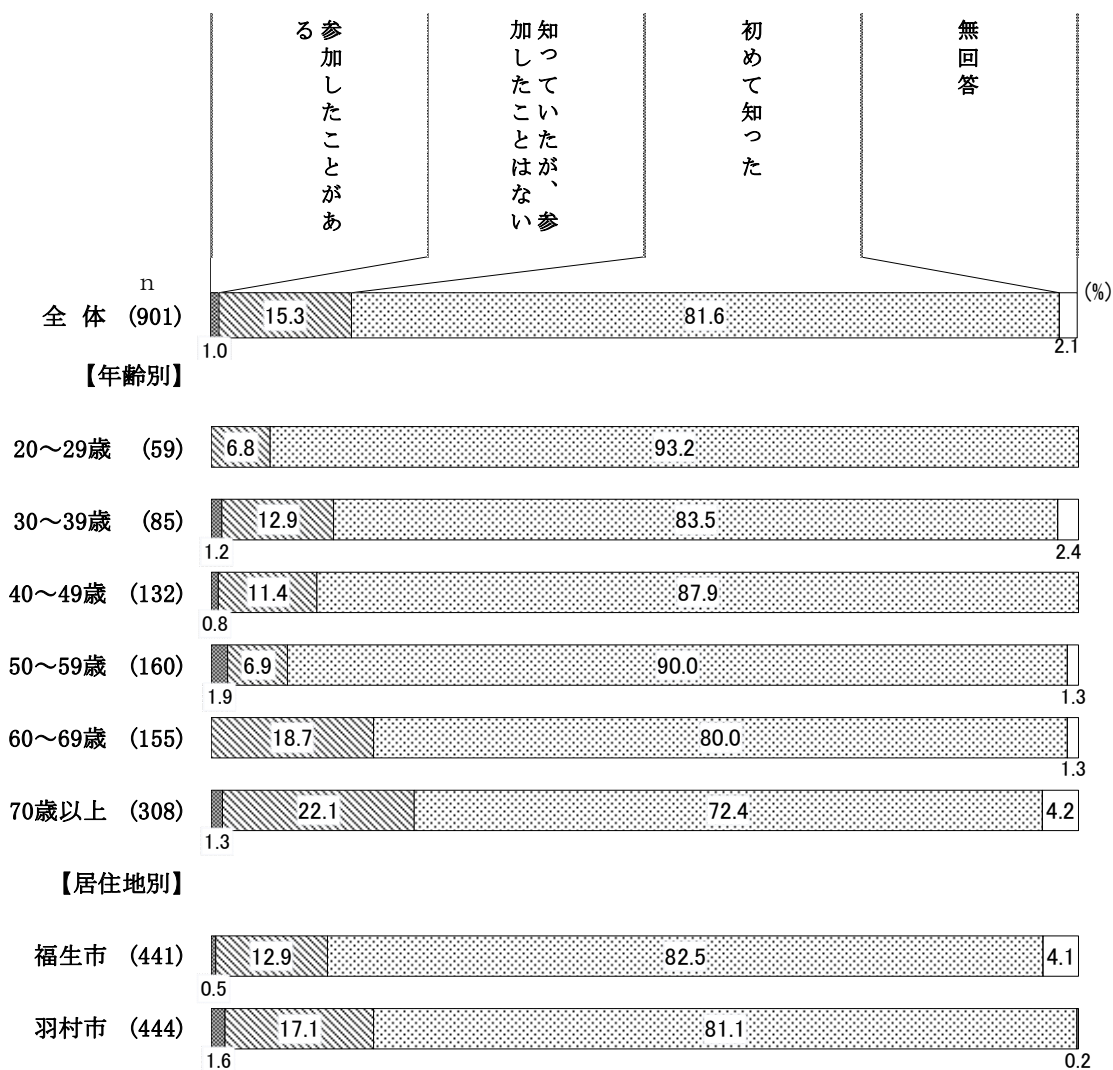 参加したことがあ
る
知っていたが、参
加したことはない
初めて知った
無回答
n
(%)
全 体 (901)
15.3
81.6
1.0
2.1
【年齢別】
20～29歳 (59)
6.8
93.2
30～39歳 (85)
12.9
83.5
1.2
2.4
40～49歳 (132)
11.4
87.9
0.8
50～59歳 (160)
6.9
90.0
1.9
1.3
60～69歳 (155)
18.7
80.0
1.3
70歳以上 (308)
22.1
72.4
4.2
1.3
【居住地別】
福生市 (441)
12.9
82.5
4.1
0.5
羽村市 (444)
17.1
81.1
1.6
0.2